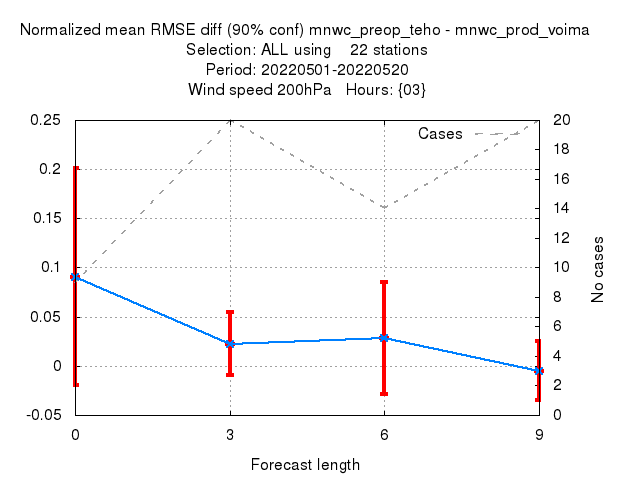 Normalized mean RMSE diff (90% conf) mnwc_preop_teho - mnwc_prod_voima
Selection: ALL using    22 stations
Period: 20220501-20220520
Wind speed 200hPa   Hours: {03}
0.25
0.2
0.15
0.1
0.05
0
-0.05
Cases
20
18
16
14
12
10
8
6
4
2
0
No cases
0 3 6 9
Forecast length